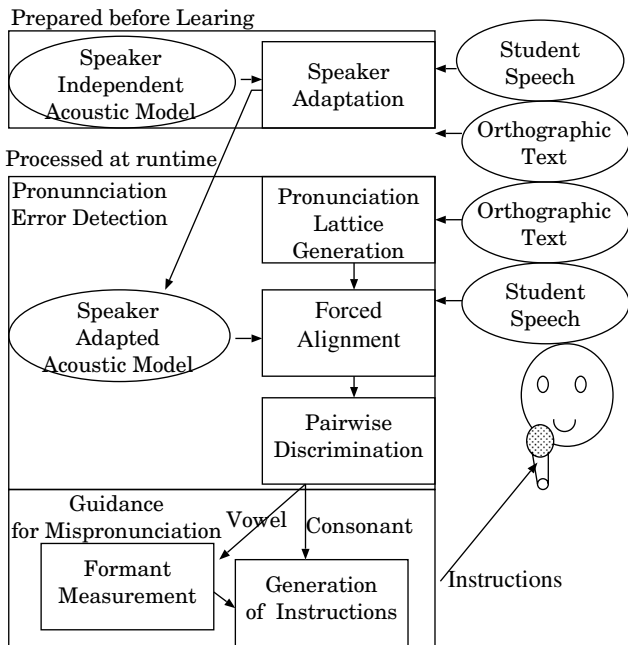 Prepared before Learing
Speaker
Independent
Acoustic Model
Speaker
Adaptation
Student
Speech
Orthographic
Text
Processed at runtime
Pronunnciation
Error Detection
Pronunciation
Lattice
Generation
Orthographic
Text
Speaker
Adapted
Acoustic Model
Forced
Alignment
Student
Speech
Pairwise
Discrimination
Guidance
for Mispronunciation
Vowel
Consonant
Formant
Measurement
Generation
of Instructions
Instructions